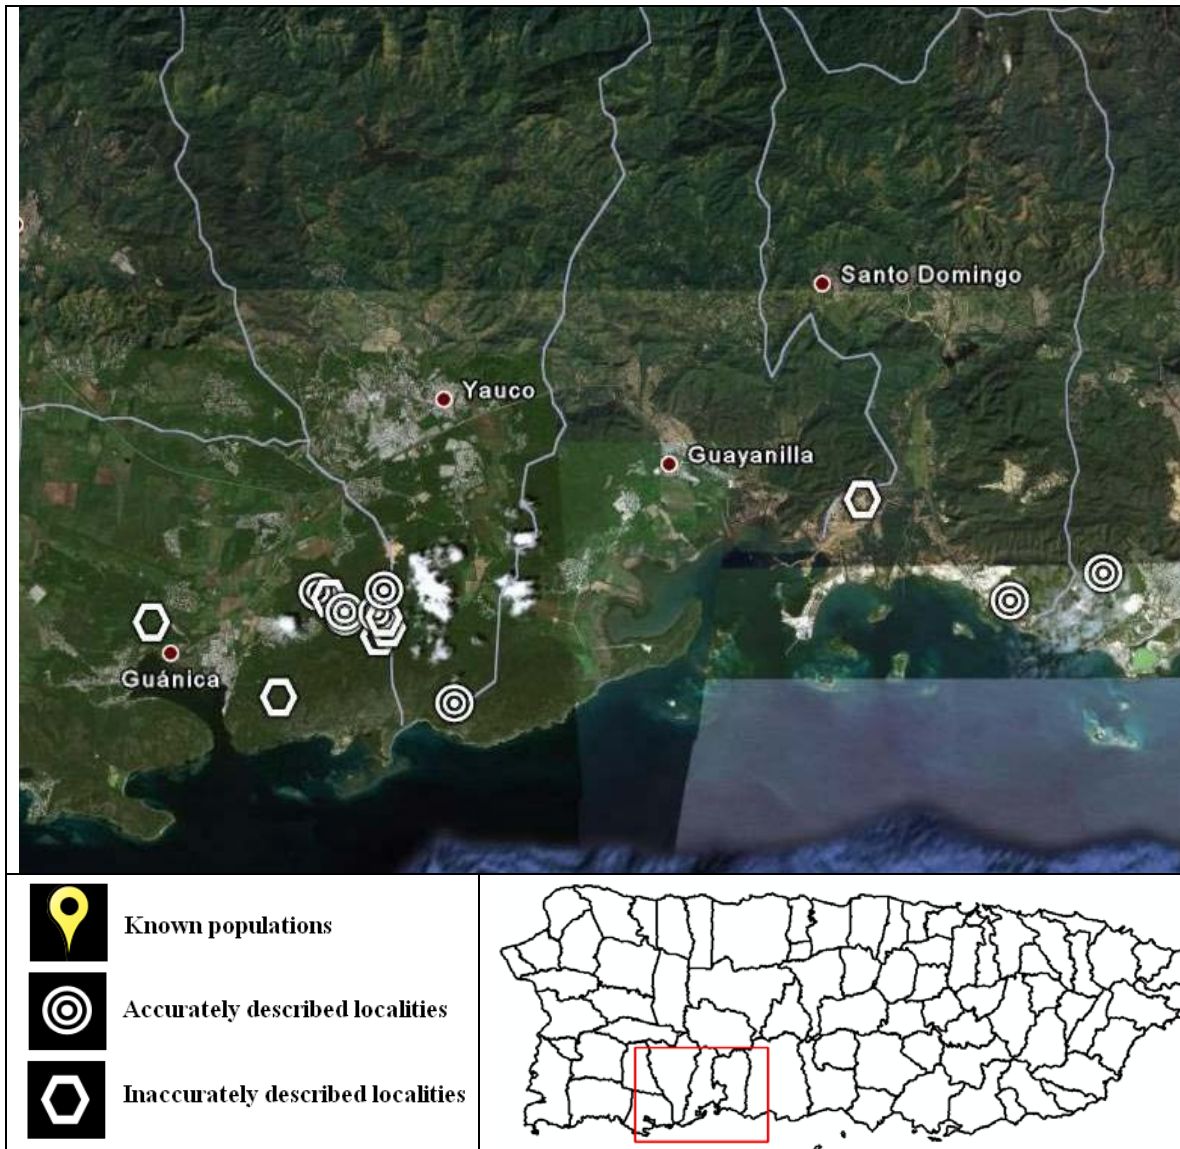 Santo Domingo
Yauco
Guayanilla
Guánica
Known populations
Accurately described localities
Inaccurately described localities